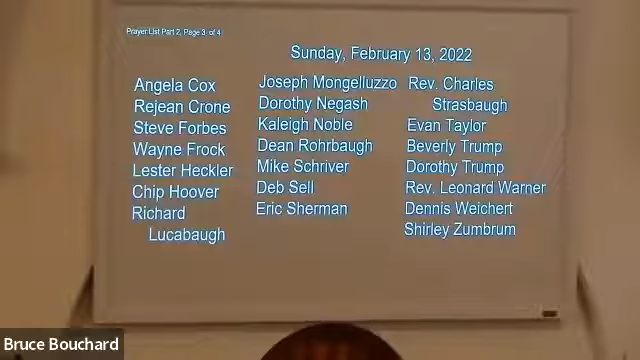 Prayer List Part 2, Page 3 of 4
Sunday, February 13, 2022
Angela Cox
Rejean Crone
Steve Forbes
Wayne Frock
Lester Heckler
Chip Hoover
Richard
Lucabaugh
Joseph Mongelluzzo
Dorothy Negash
Kaleigh Noble
Dean Rohrbaugh
Mike Schriver
Deb Sell
Eric Sherman
Rev. Charles
Strasbaugh
Evan Taylor
Beverly Trump
Dorothy Trump
Rev. Leonard Warner
Dennis Weichert
Shirley Zumbrum
Bruce Bouchard